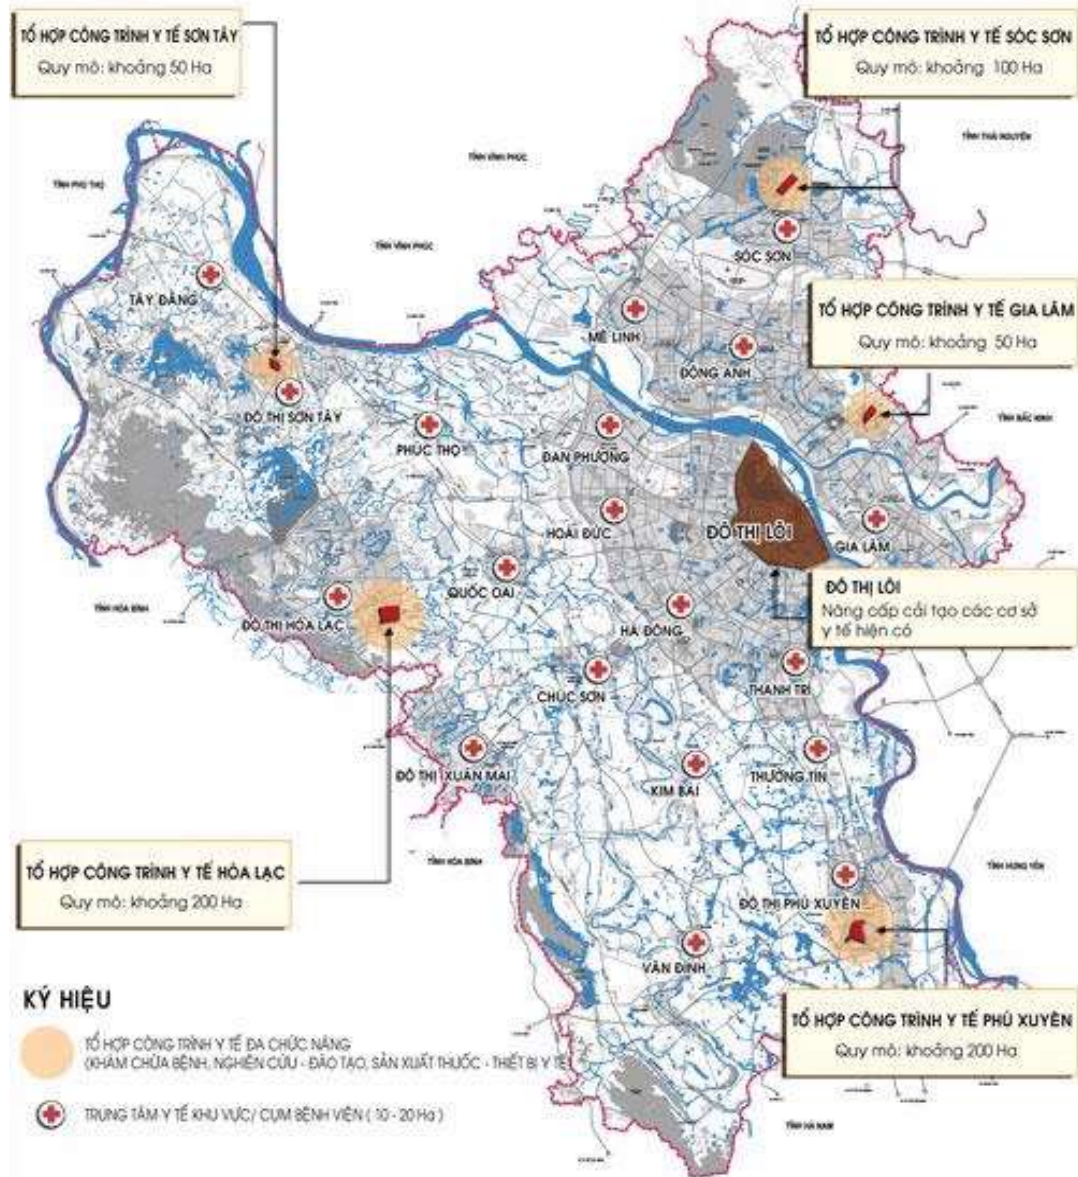 TỔ HỢP CÔNG TRÌNH Y TẾ SƠN TÂY
Quy mô: khoảng 50 Ha
TỔ HỢP CÔNG TRÌNH Y TẾ SÓC SƠN
Quy mô: khoảng 100 Ha
TỈNH THÁI NGUYÊN
TỈNH VĨNH PHÚC
TỈNH PHÚ THỌ
TỈNH VĨNH PHÚC
SÓC SƠN
TÂY ĐẰNG
TỔ HỢP CÔNG TRÌNH Y TẾ GIA LÂM
Quy mô: khoảng 50 Ha
MÊ LINH
ĐÔNG ANH
ĐÔ THỊ SƠN TÂY
TỈNH BẮC NINH
PHÚC THỌ
ĐAN PHƯỢNG
HOÀI ĐỨC
ĐÔ THỊ LÕI
GIA LÂM
QUỐC OAI
ĐÔ THỊ LÕI
Nâng cấp cải tạo các cơ sở
y tế hiện có
TỈNH HÒA BÌNH
ĐÔ THỊ HÒA LẠC
HÀ ĐÔNG
CHÚC SƠN
THANH TRÌ
ĐÔ THỊ XUÂN MAI
KIM BÀI
THƯỜNG TÍN
TỈNH HÒA BÌNH
TỈNH HƯNG YÊN
TỔ HỢP CÔNG TRÌNH Y TẾ HÒA LẠC
Quy mô: khoảng 200 Ha
ĐÔ THỊ PHÚ XUYÊN
VÂN ĐÌNH
KÝ HIỆU
TỔ HỢP CÔNG TRÌNH Y TẾ PHÚ XUYÊN
Quy mô: khoảng 200 Ha
TỔ HỢP CÔNG TRÌNH Y TẾ ĐA CHỨC NĂNG
(KHÁM CHỮA BỆNH, NGHIÊN CỨU - ĐÀO TẠO, SẢN XUẤT THUỐC - THIẾT BỊ Y TẾ)
TRUNG TÂM Y TẾ KHU VỰC/ CỤM BỆNH VIỆN ( 10 - 20 Ha )
TỈNH HÀ NAM